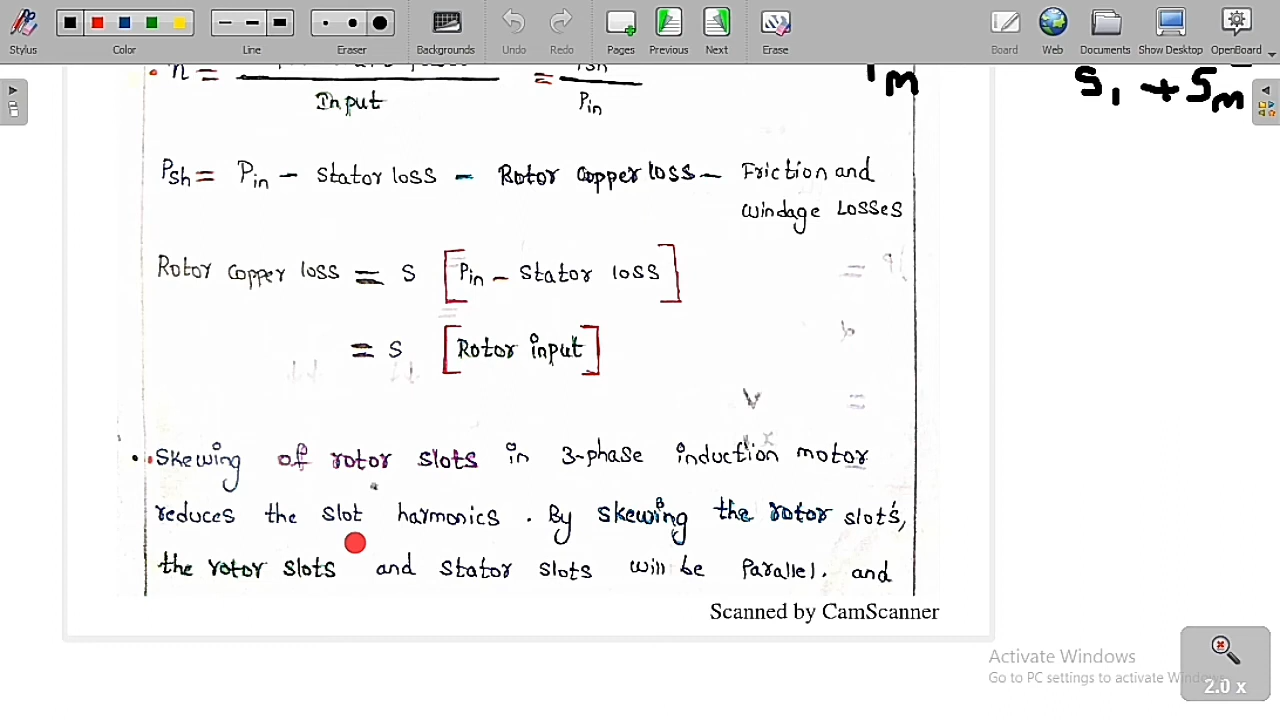 Stylus
Color
Line
Eraser
Backgrounds
Undo
Redo
Pages
Previous
Next
Erase
Board
Web
Documents
Show Desktop
OpenBoard
η =
Input
=
Pin
m
S1 + Sm
Psh = Pin - Stator loss - Rotor Copper loss - Friction and
windage Losses
Rotor Copper loss = S [Pin - Stator loss]
= S [Rotor input]
Skewing of rotor slots in 3-phase induction motor
reduces the slot harmonics. By skewing the rotor slots,
the rotor slots and stator slots will be Parallel. and
Scanned by CamScanner
Activate Windows
Go to PC settings to activate Windows.
2.0 x